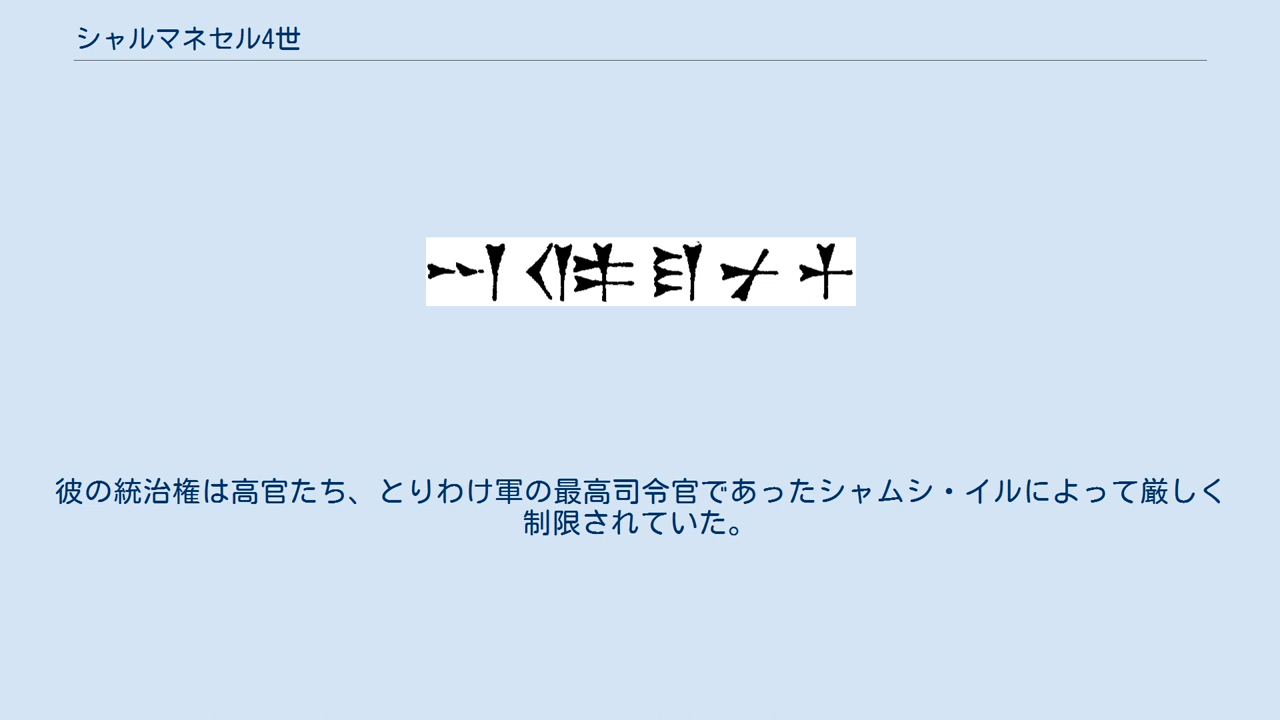 シャルマネセル4世
彼の統治権は高官たち、とりわけ軍の最高司令官であったシャムシ・イルによって厳しく
制限されていた。